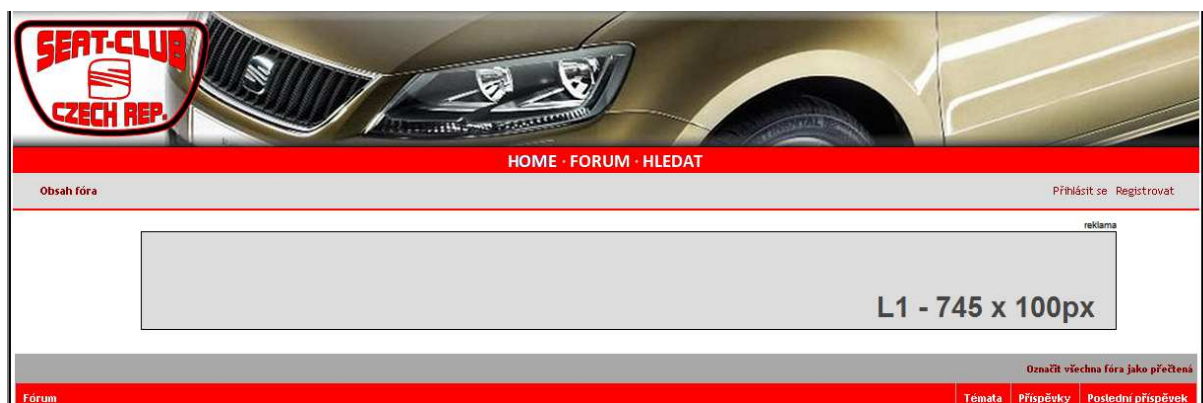 SEAT-CLUB
CZECH REP.
HOME · FORUM · HLEDAT
Obsah fóra
Přihlásit se Registrovat
reklama
L1 - 745 x 100px
Označit všechna fóra jako přečtená
Fórum Témata Příspěvky Poslední příspěvek